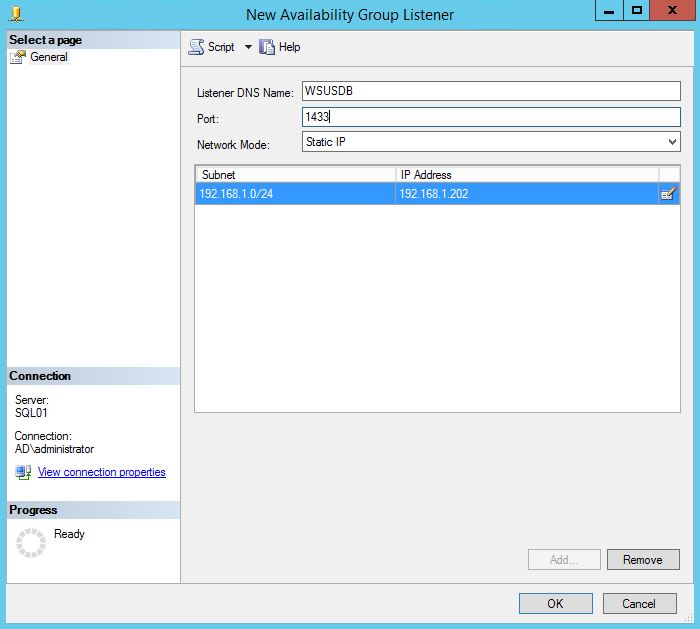 New Availability Group Listener
X
Select a page
General
Script
Help
Listener DNS Name: WSUSDB
Port: 1433
Network Mode: Static IP
Subnet IP Address
192.168.1.0/24 192.168.1.202
Connection
Server:
SQL01
Connection:
AD\administrator
View connection properties
Progress
Ready
Add... Remove
OK Cancel